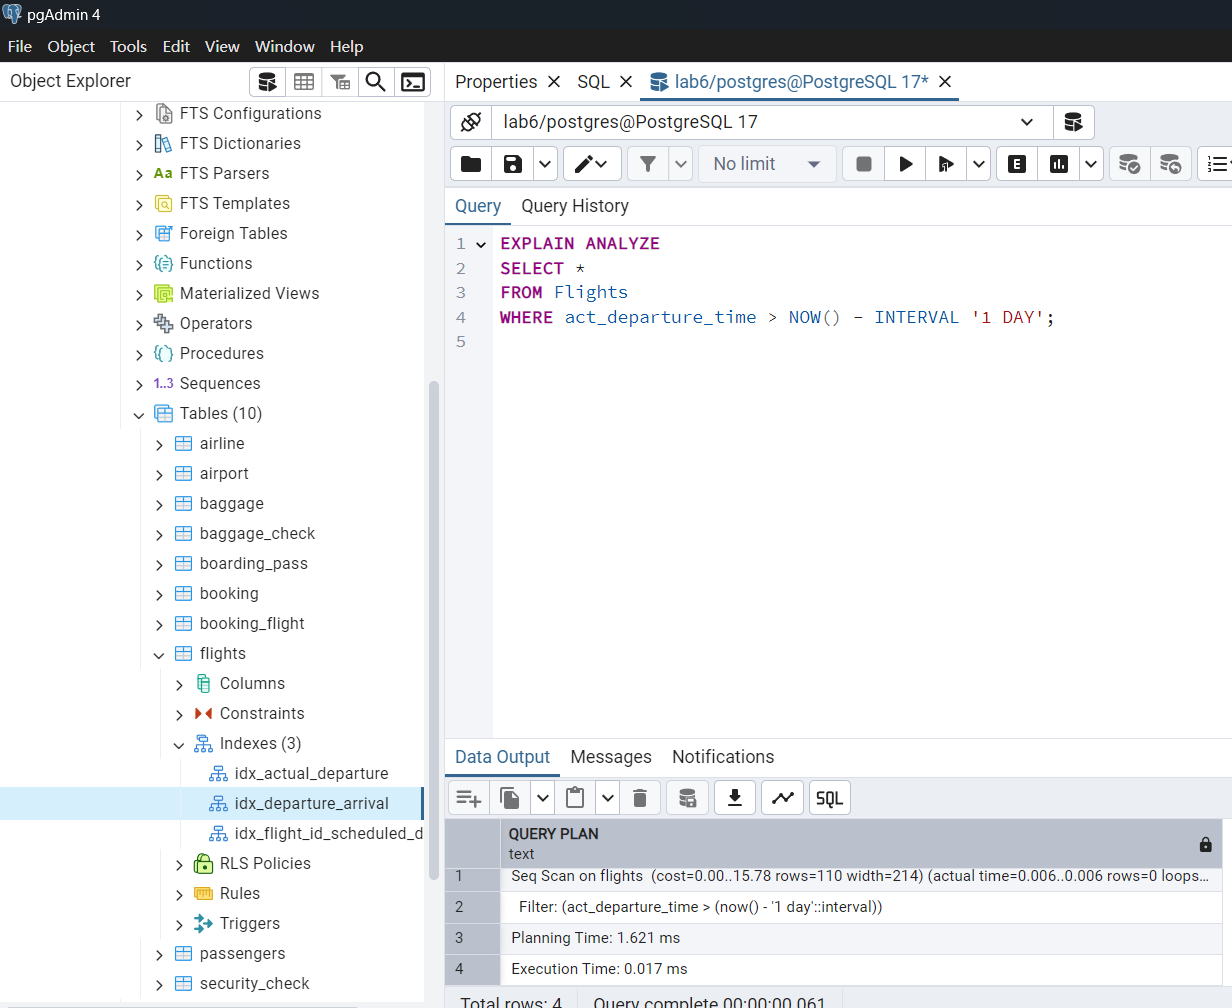 pgAdmin 4
File Object Tools Edit View Window Help
Object Explorer
FTS Configurations
FTS Dictionaries
Aa FTS Parsers
FTS Templates
Foreign Tables
Functions
Materialized Views
Operators
Procedures
1..3 Sequences
Tables (10)
airline
airport
baggage
baggage_check
boarding_pass
booking
booking_flight
flights
Columns
Constraints
Indexes (3)
idx_actual_departure
idx_departure_arrival
idx_flight_id_scheduled_d
RLS Policies
Rules
Triggers
passengers
security_check
Properties SQL lab6/postgres@PostgreSQL 17*
lab6/postgres@PostgreSQL 17
No limit E
Query Query History
1 EXPLAIN ANALYZE
2 SELECT *
3 FROM Flights
4 WHERE act_departure_time > NOW() - INTERVAL '1 DAY';
5
Data Output Messages Notifications
SQL
QUERY PLAN
text
1 Seq Scan on flights (cost=0.00..15.78 rows=110 width=214) (actual time=0.006..0.006 rows=0 loops...
2 Filter: (act_departure_time > (now() - '1 day'::interval))
3 Planning Time: 1.621 ms
4 Execution Time: 0.017 ms
Total rows: 4 Query complete 00:00:00.061